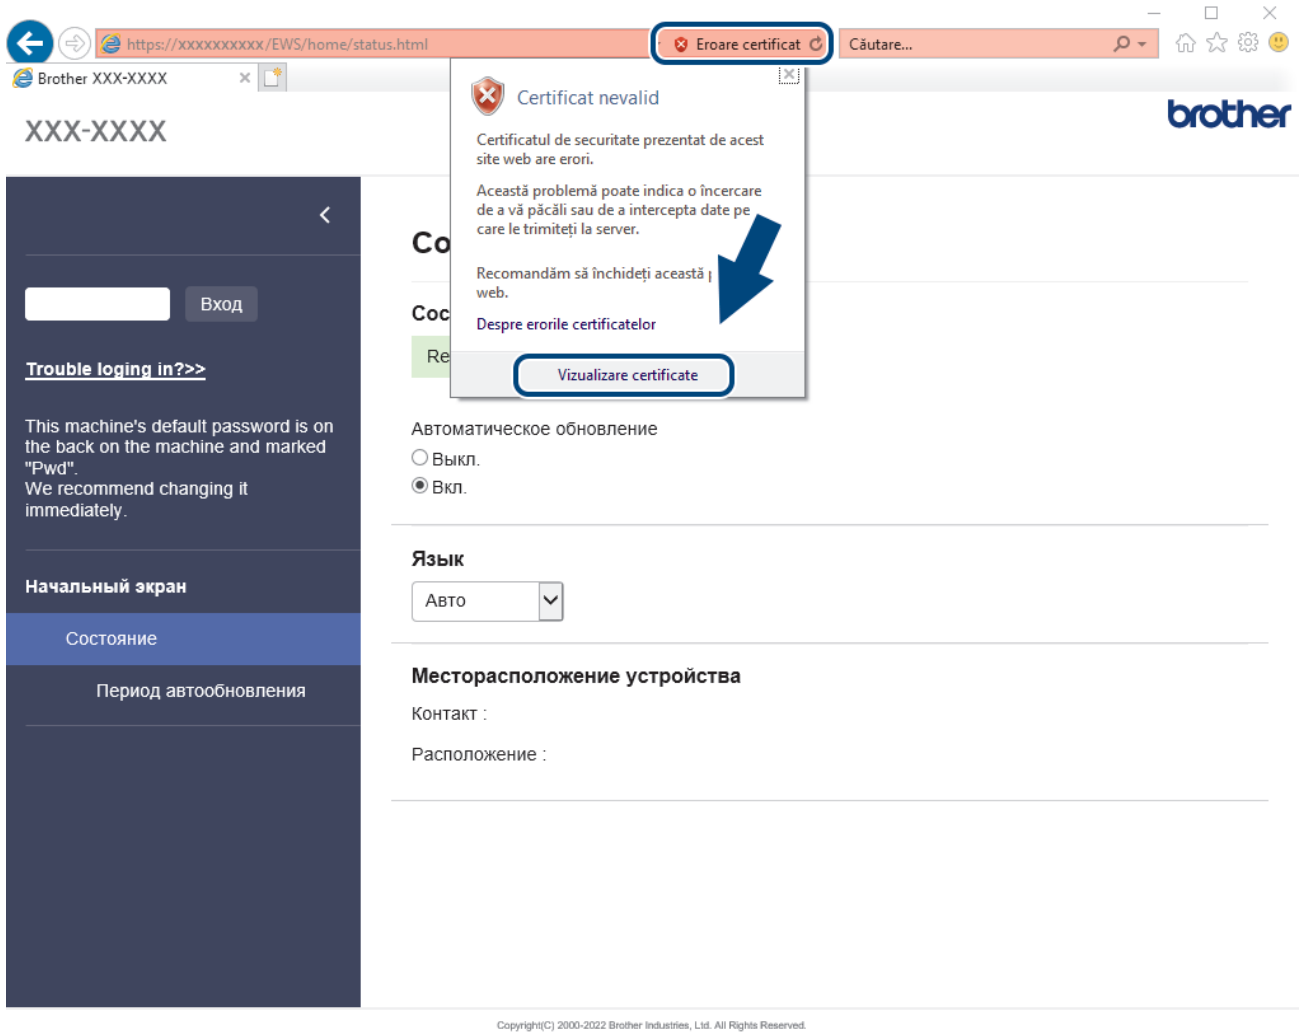 https://xxxxxxxxxx/EWS/home/status.html
Eroare certificat
Căutare...
Brother XXX-XXXX
XXX-XXXX
brother
Certificat nevalid
Certificatul de securitate prezentat de acest
site web are erori.
Această problemă poate indica o încercare
de a vă păcăli sau de a intercepta date pe
care le trimiteți la server.
Recomandăm să închideți această
web.
Despre erorile certificatelor
Vizualizare certificate
Вход
Trouble loging in?>>
This machine's default password is on
the back on the machine and marked
"Pwd".
We recommend changing it
immediately.
Начальный экран
Состояние
Период автообновления
Со
Сос
Re
Автоматическое обновление
Выкл.
Вкл.
Язык
Авто
Месторасположение устройства
Контакт :
Расположение :
Copyright(C) 2000-2022 Brother Industries, Ltd. All Rights Reserved.